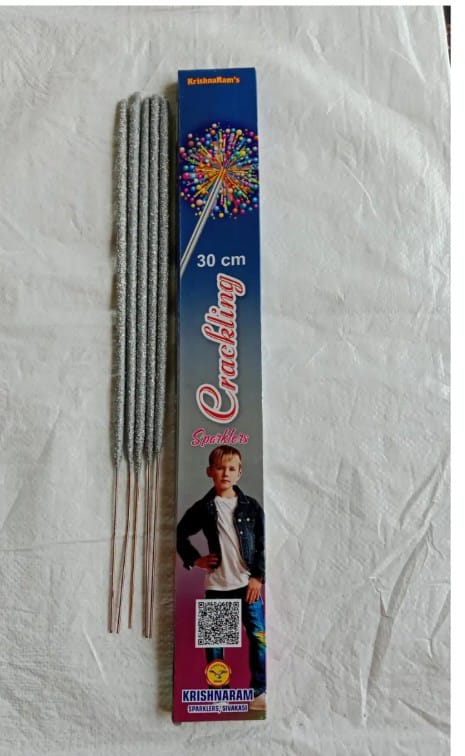 KrishnaRam's
30 cm
Crackling
Sparklers
KRISHNARAM
SPARKLERS, SIVAKASI